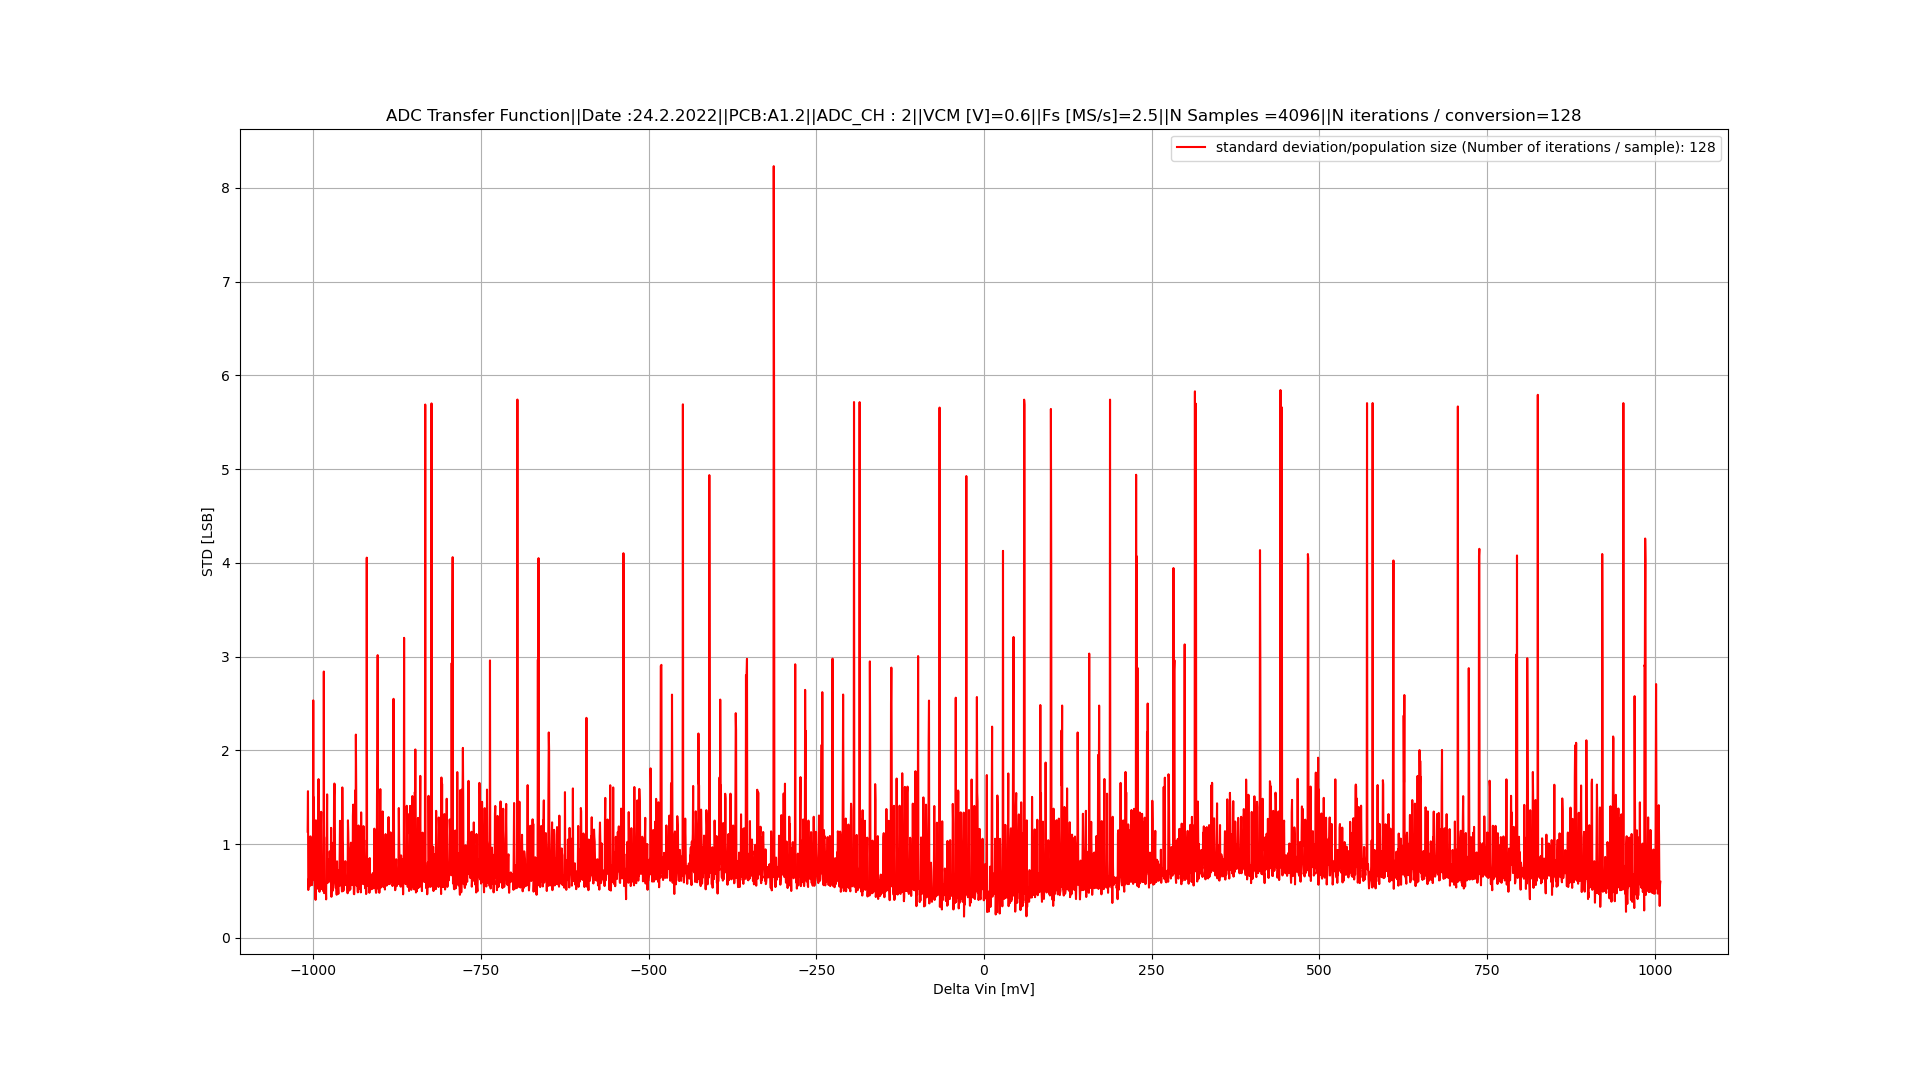 ADC Transfer Function||Date :24.2.2022||PCB:A1.2||ADC_CH : 2||VCM [V]=0.6||Fs [MS/s]=2.5||N Samples =4096||N iterations / conversion=128
standard deviation/population size (Number of iterations / sample): 128
8
7
6
5
4
3
2
1
0
STD [LSB]
−1000 −750 −500 −250 0 250 500 750 1000
Delta Vin [mV]